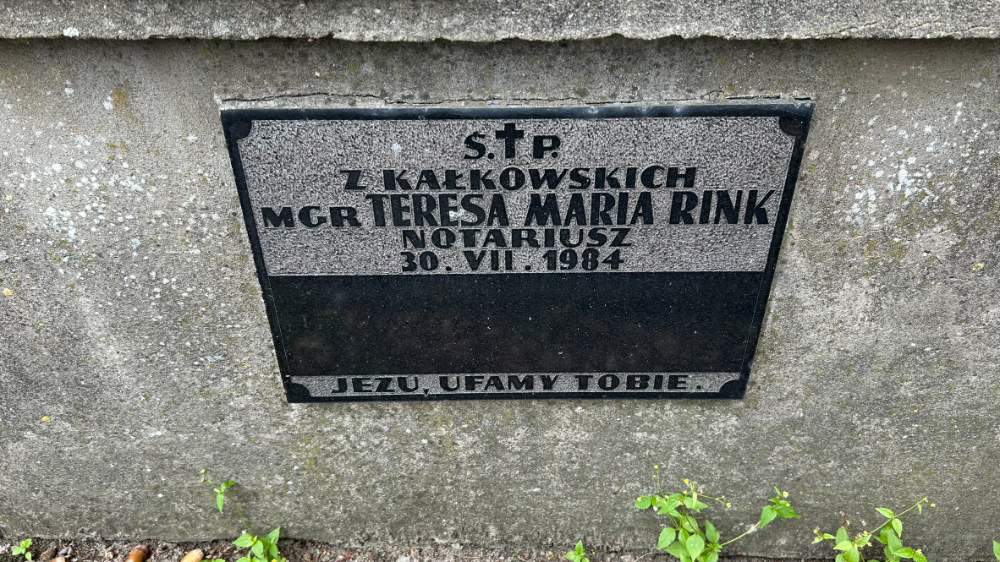 Ś.✝P.
Z KAŁKOWSKICH
MGR TERESA MARIA RINK
NOTARIUSZ
30. VII. 1984
JEZU, UFAMY TOBIE.